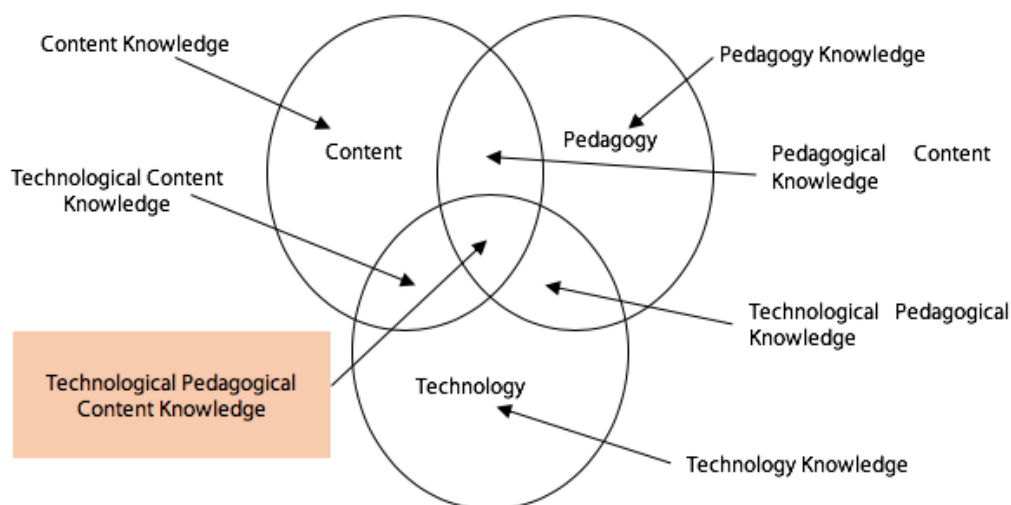 Content Knowledge
Pedagogy Knowledge
Content
Pedagogy
Pedagogical Content
Knowledge
Technological Content
Knowledge
Technological Pedagogical
Knowledge
Technological Pedagogical
Content Knowledge
Technology
Technology Knowledge